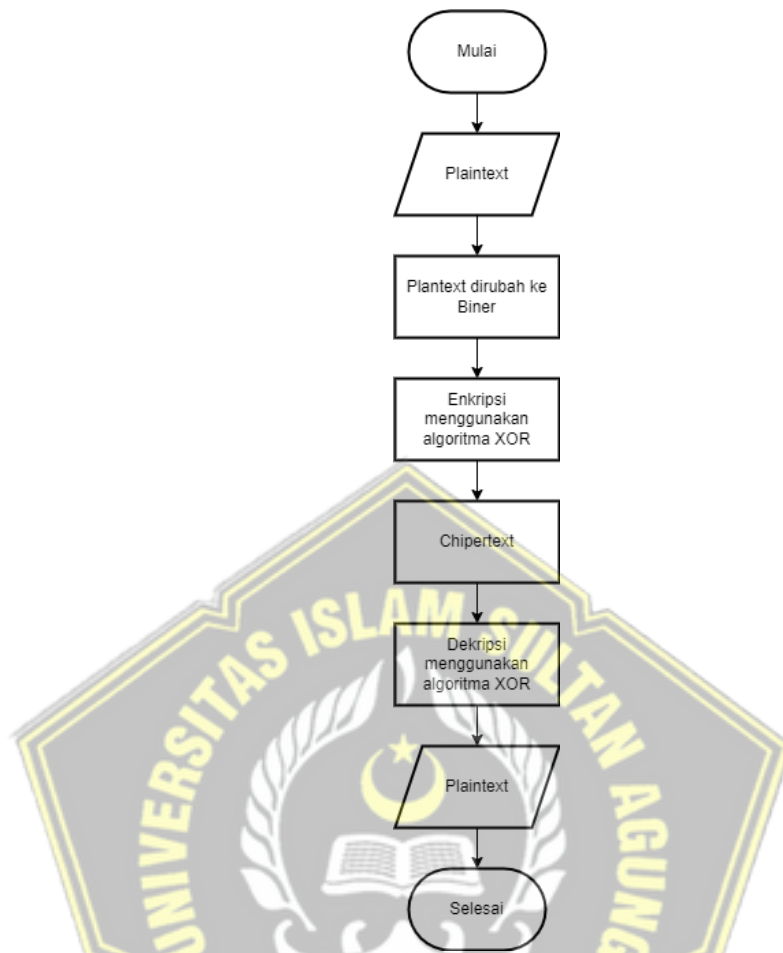 Mulai
Plaintext
Plantext dirubah ke
Biner
Enkripsi
menggunakan
algoritma XOR
Chipertext
Dekripsi
menggunakan
algoritma XOR
Plaintext
Selesai
UNIVERSITAS ISLAM SULTAN AGUNG